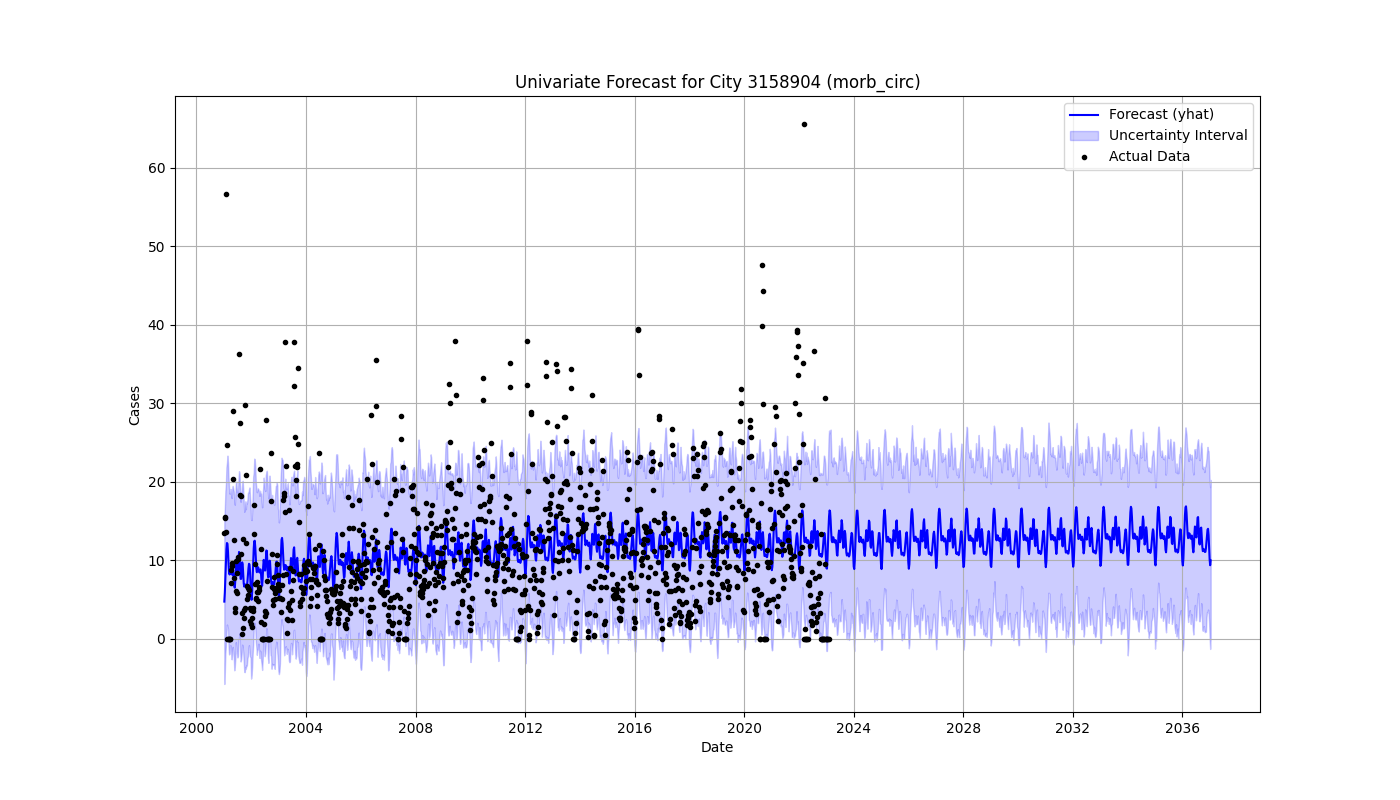 Univariate Forecast for City 3158904 (morb_circ)
Forecast (yhat)
Uncertainty Interval
Actual Data
Cases
60
50
40
30
20
10
0
2000 2004 2008 2012 2016 2020 2024 2028 2032 2036
Date